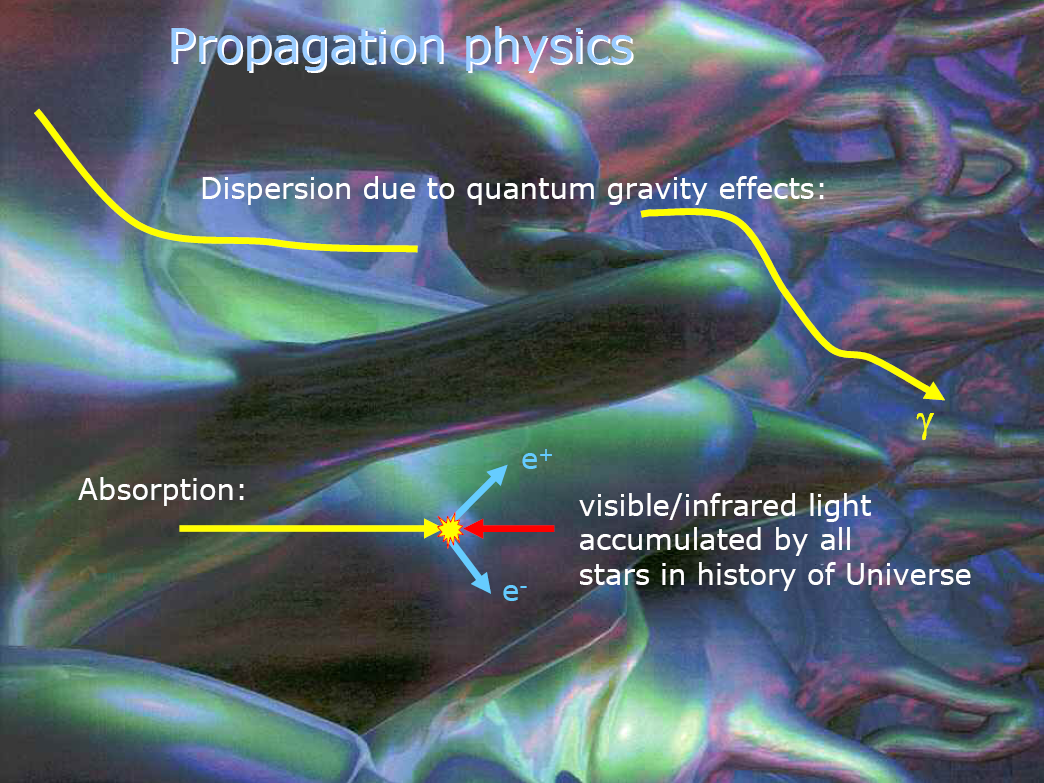 Propagation physics
Dispersion due to quantum gravity effects:
γ
e⁺
Absorption:
visible/infrared light
accumulated by all
stars in history of Universe
e⁻